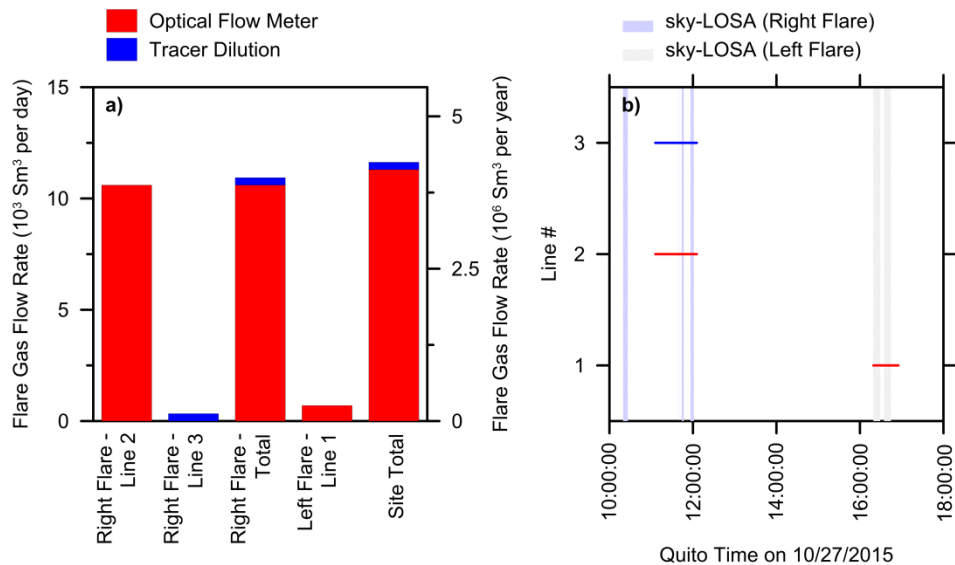 Optical Flow Meter
Tracer Dilution
sky-LOSA (Right Flare)
sky-LOSA (Left Flare)
a)
Flare Gas Flow Rate (10³ Sm³ per day)
15
10
5
0
Flare Gas Flow Rate (10⁶ Sm³ per year)
5
2.5
0
Right Flare -
Line 2
Right Flare -
Line 3
Right Flare -
Total
Left Flare -
Line 1
Site Total
b)
Line #
3
2
1
10:00:00
12:00:00
14:00:00
16:00:00
18:00:00
Quito Time on 10/27/2015